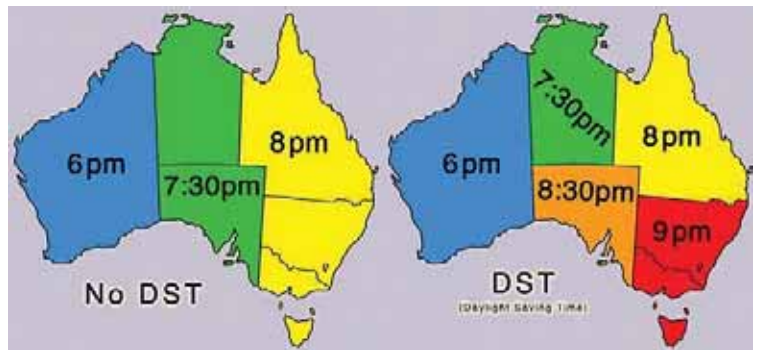 6pm
8pm
7:30pm
No DST
7:30pm
8pm
6pm
8:30pm
9pm
DST
(Daylight Saving Time)